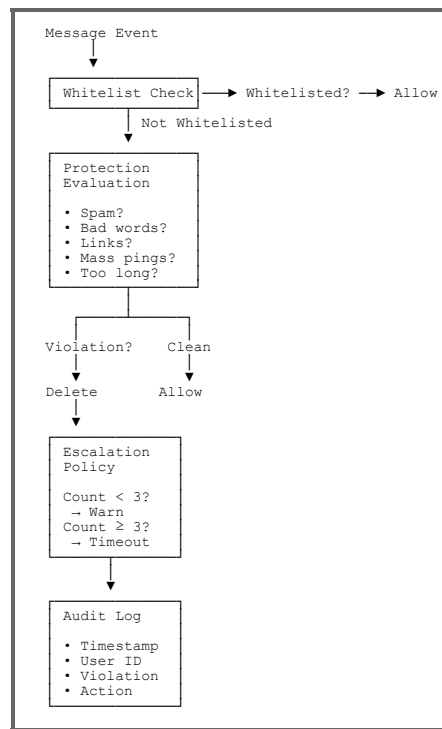 Message Event
Whitelist Check → Whitelisted? → Allow
Not Whitelisted
Protection
Evaluation
• Spam?
• Bad words?
• Links?
• Mass pings?
• Too long?
Violation? Clean
Delete Allow
Escalation
Policy
Count < 3?
→ Warn
Count ≥ 3?
→ Timeout
Audit Log
• Timestamp
• User ID
• Violation
• Action